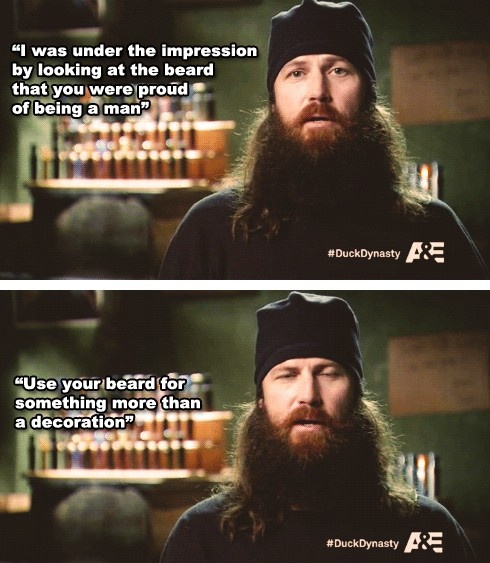 “I was under the impression
by looking at the beard
that you were proud
of being a man”
#DuckDynasty A&E
“Use your beard for
something more than
a decoration”
#DuckDynasty A&E